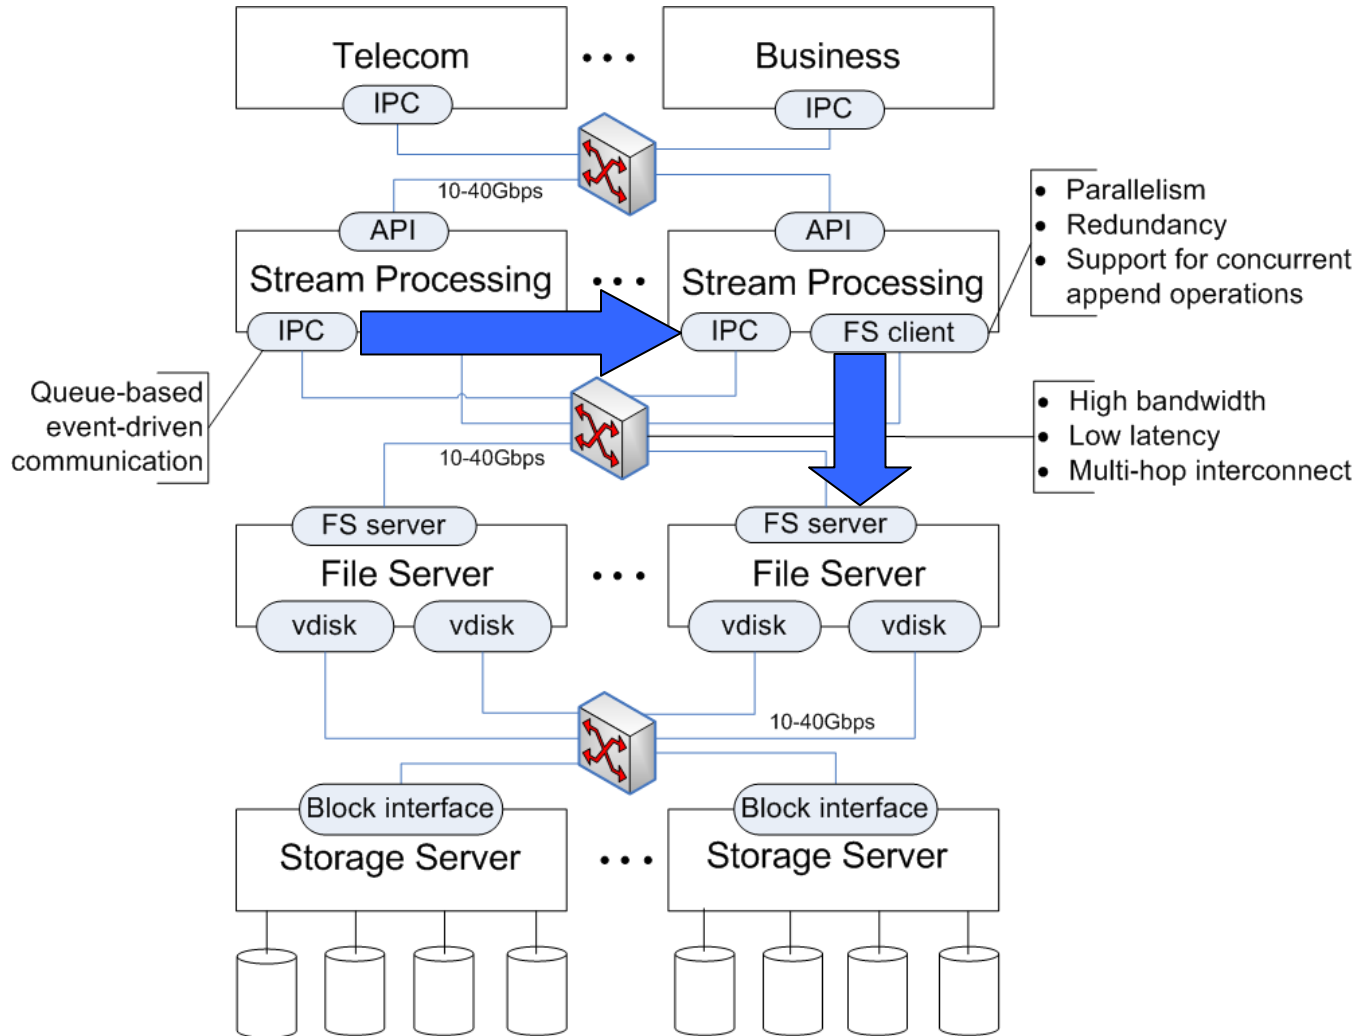 Telecom
• • •
Business
IPC
IPC
10-40Gbps
API
API
• Parallelism
• Redundancy
• Support for concurrent
append operations
Stream Processing
• • •
Stream Processing
IPC
IPC
FS client
Queue-based
event-driven
communication
• High bandwidth
• Low latency
• Multi-hop interconnect
10-40Gbps
FS server
FS server
File Server
• • •
File Server
vdisk
vdisk
vdisk
vdisk
10-40Gbps
Block interface
Block interface
Storage Server
• • •
Storage Server